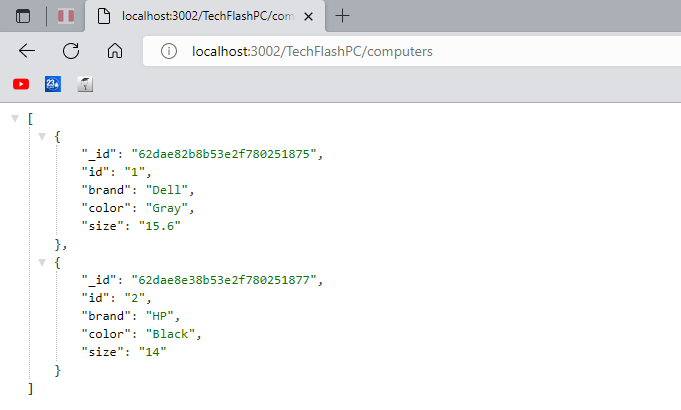 localhost:3002/TechFlashPC/com
localhost:3002/TechFlashPC/computers
23
[
{
"_id": "62dae82b8b53e2f780251875",
"id": "1",
"brand": "Dell",
"color": "Gray",
"size": "15.6"
},
{
"_id": "62dae8e38b53e2f780251877",
"id": "2",
"brand": "HP",
"color": "Black",
"size": "14"
}
]